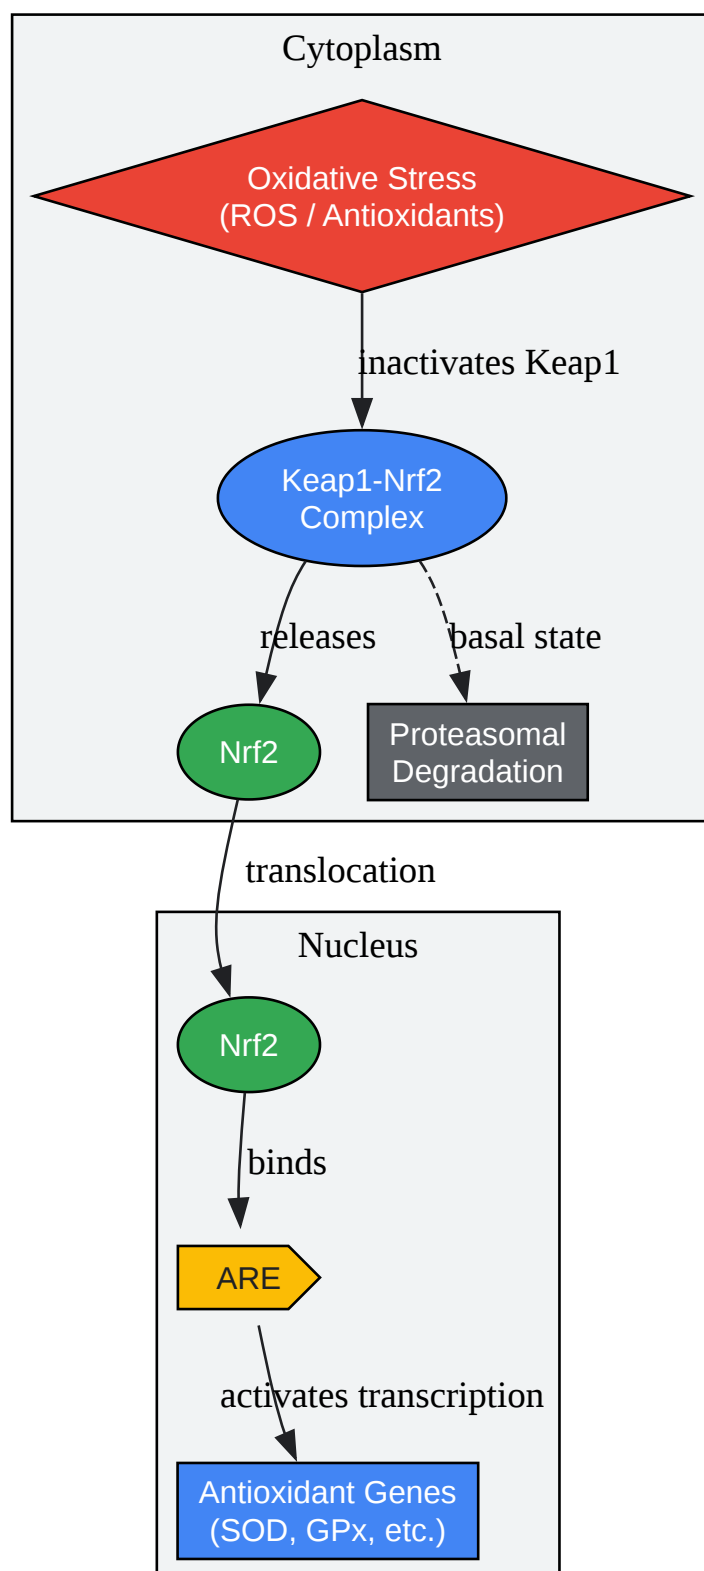 Cytoplasm
Oxidative Stress
(ROS / Antioxidants)
inactivates Keap1
Keap1-Nrf2
Complex
releases
basal state
Nrf2
Proteasomal
Degradation
translocation
Nucleus
Nrf2
binds
ARE
activates transcription
Antioxidant Genes
(SOD, GPx, etc.)